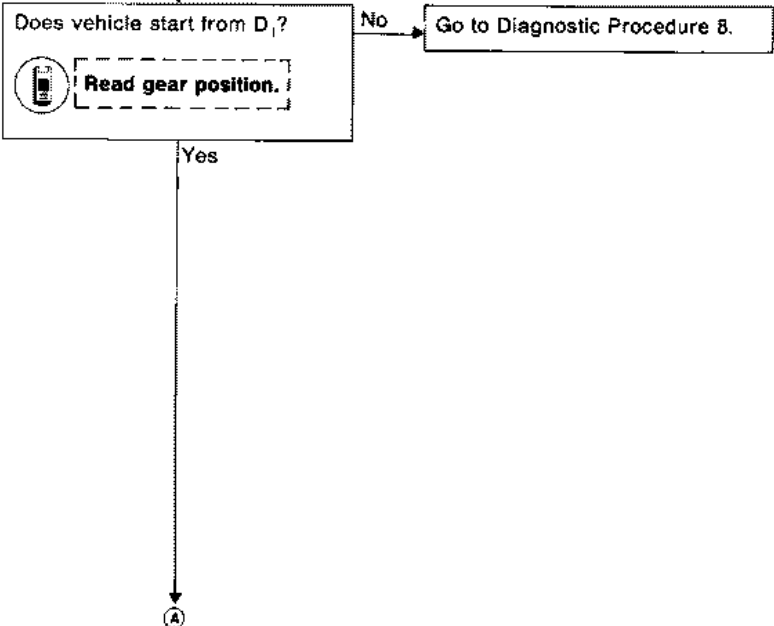 Does vehicle start from D₁?
No
Go to Diagnostic Procedure 8.
Read gear position.
Yes
A